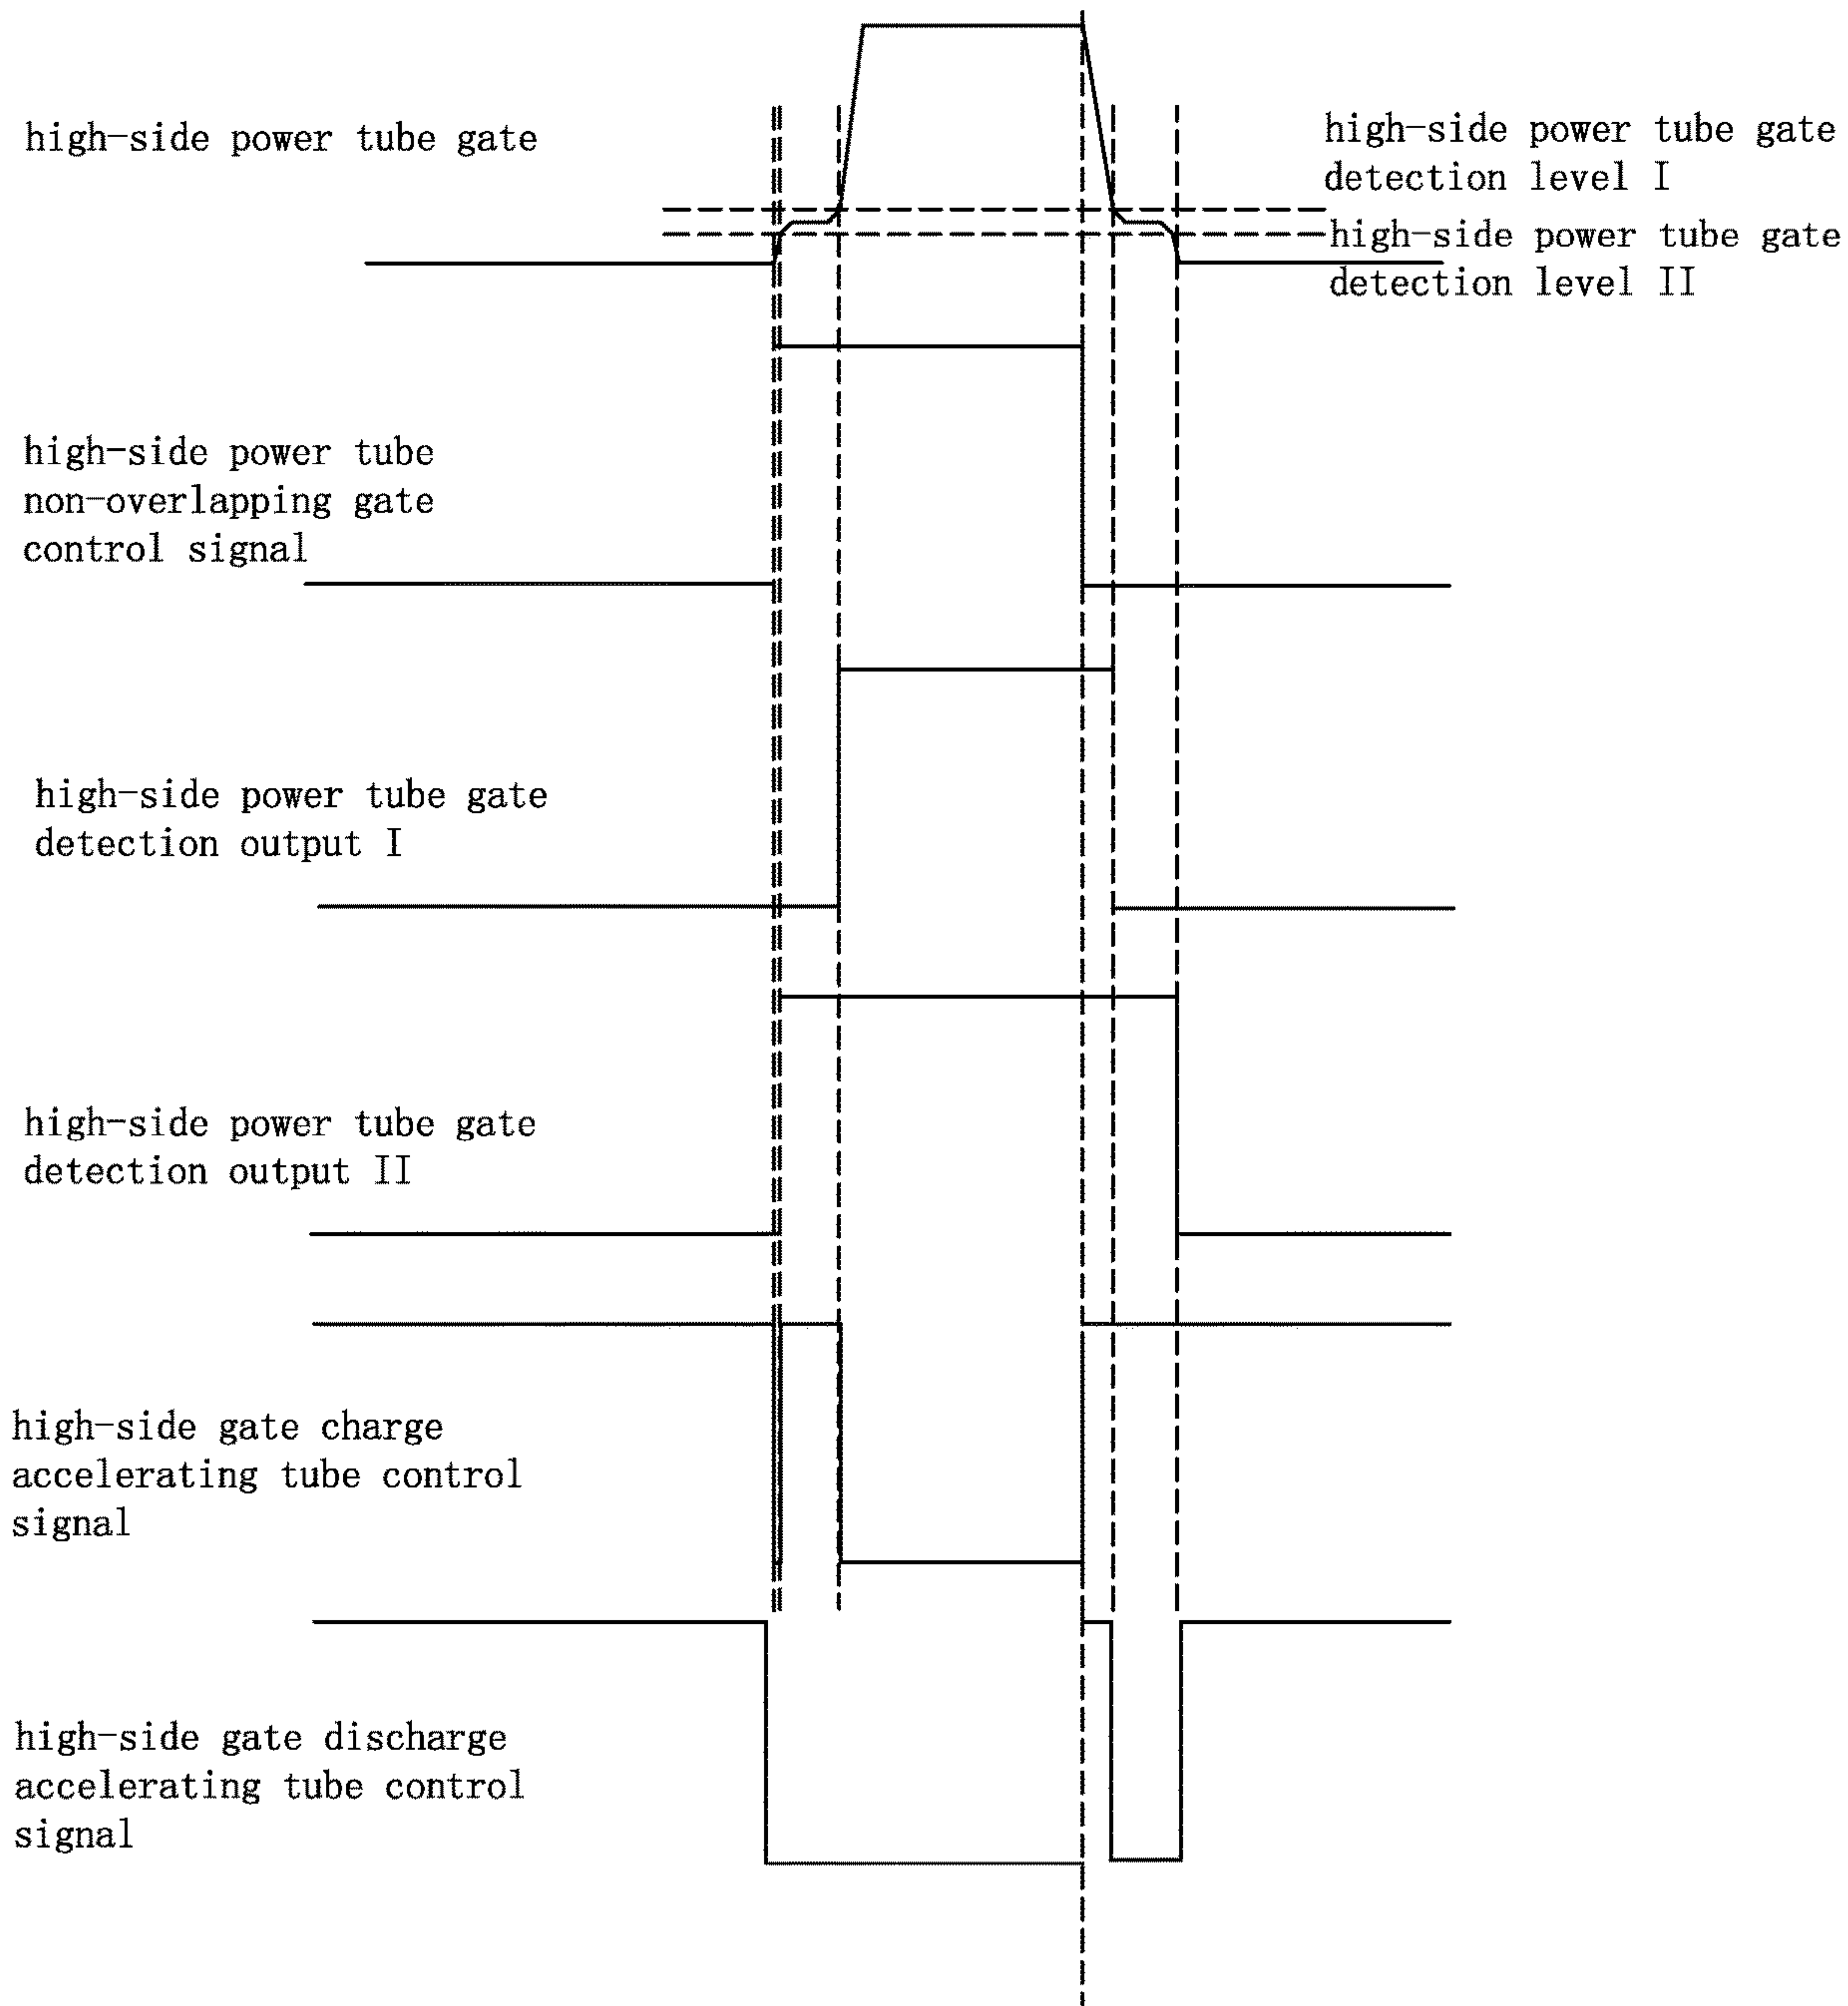 high-side power tube gate
high-side power tube gate
detection level I
high-side power tube gate
detection level II
high-side power tube
non-overlapping gate
control signal
high-side power tube gate
detection output I
high-side power tube gate
detection output II
high-side gate charge
accelerating tube control
signal
high-side gate discharge
accelerating tube control
signal